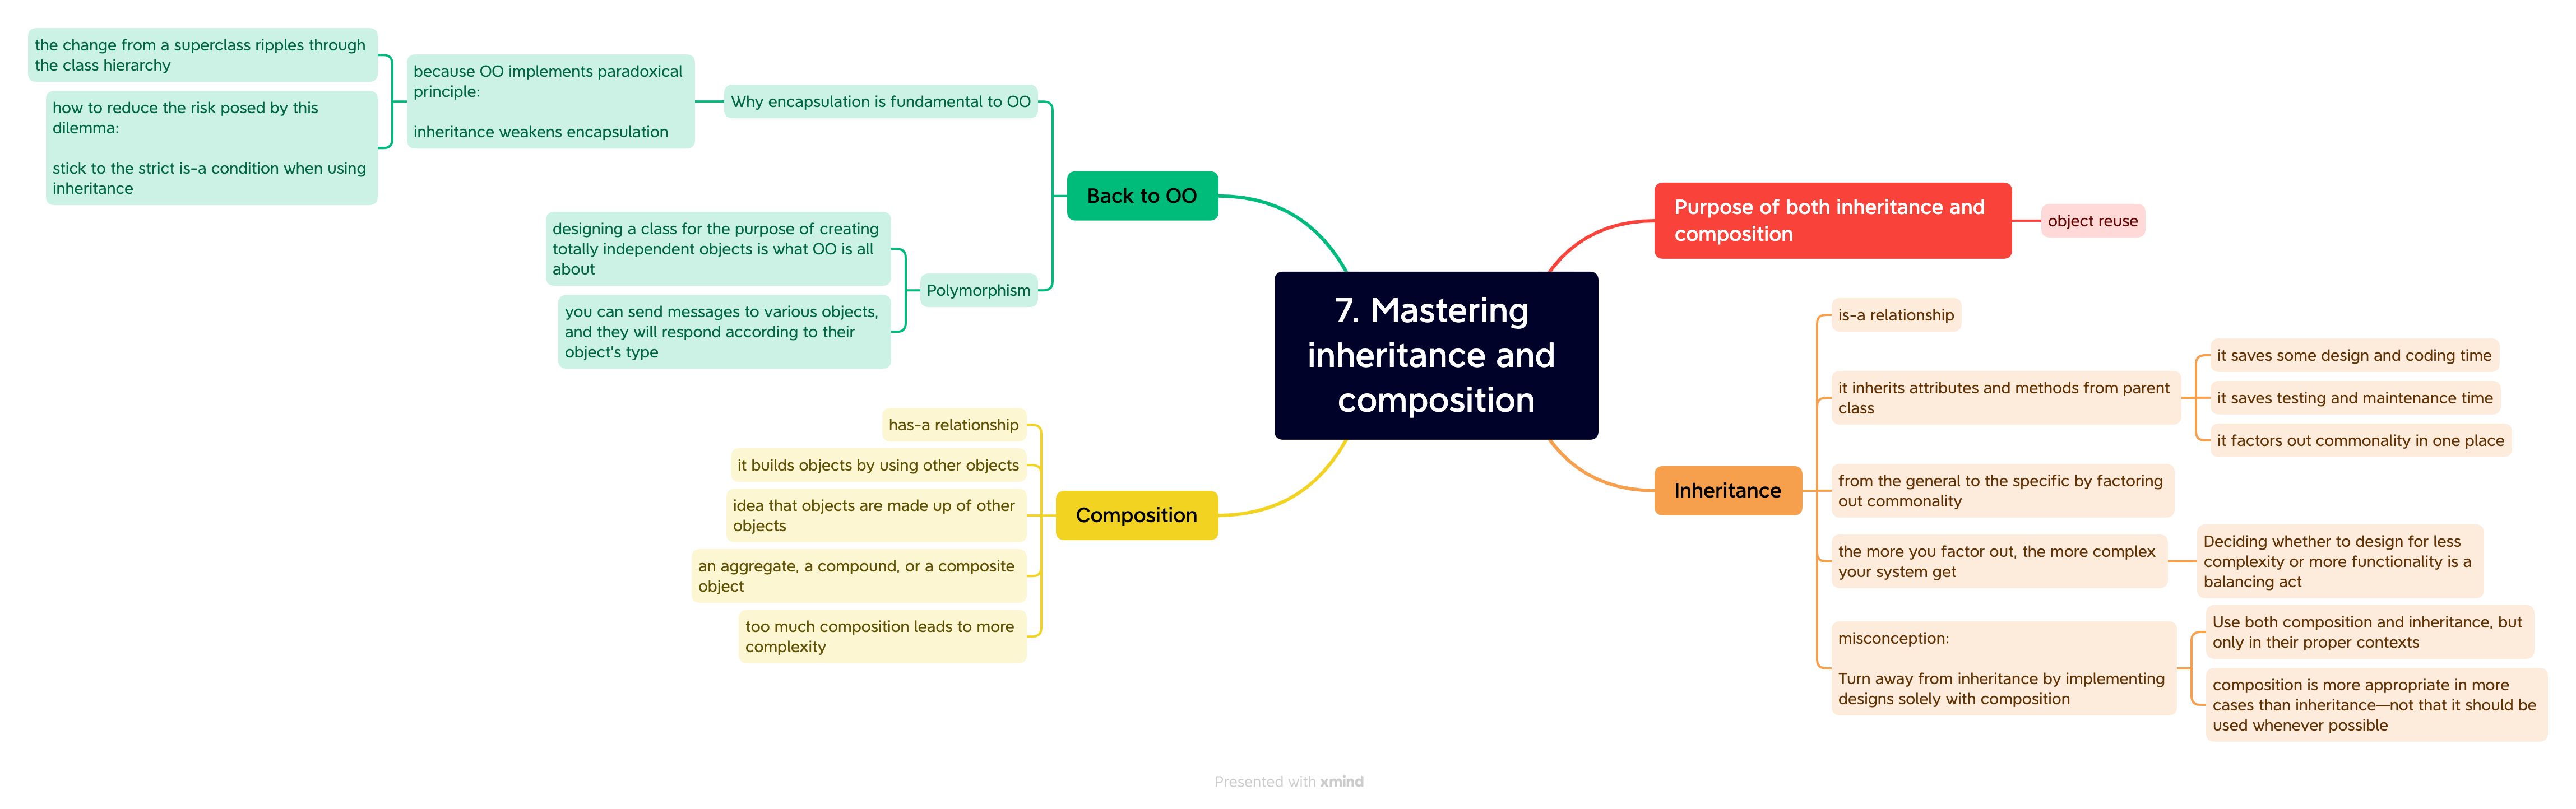 7. Mastering
inheritance and
composition
Purpose of both inheritance and
composition
object reuse
Inheritance
is-a relationship
it inherits attributes and methods from parent
class
it saves some design and coding time
it saves testing and maintenance time
it factors out commonality in one place
from the general to the specific by factoring
out commonality
the more you factor out, the more complex
your system get
Deciding whether to design for less
complexity or more functionality is a
balancing act
misconception:
Turn away from inheritance by implementing
designs solely with composition
Use both composition and inheritance, but
only in their proper contexts
composition is more appropriate in more
cases than inheritance—not that it should be
used whenever possible
Back to OO
Why encapsulation is fundamental to OO
because OO implements paradoxical
principle:
inheritance weakens encapsulation
the change from a superclass ripples through
the class hierarchy
how to reduce the risk posed by this
dilemma:
stick to the strict is-a condition when using
inheritance
Polymorphism
designing a class for the purpose of creating
totally independent objects is what OO is all
about
you can send messages to various objects,
and they will respond according to their
object's type
Composition
has-a relationship
it builds objects by using other objects
idea that objects are made up of other
objects
an aggregate, a compound, or a composite
object
too much composition leads to more
complexity
Presented with xmind